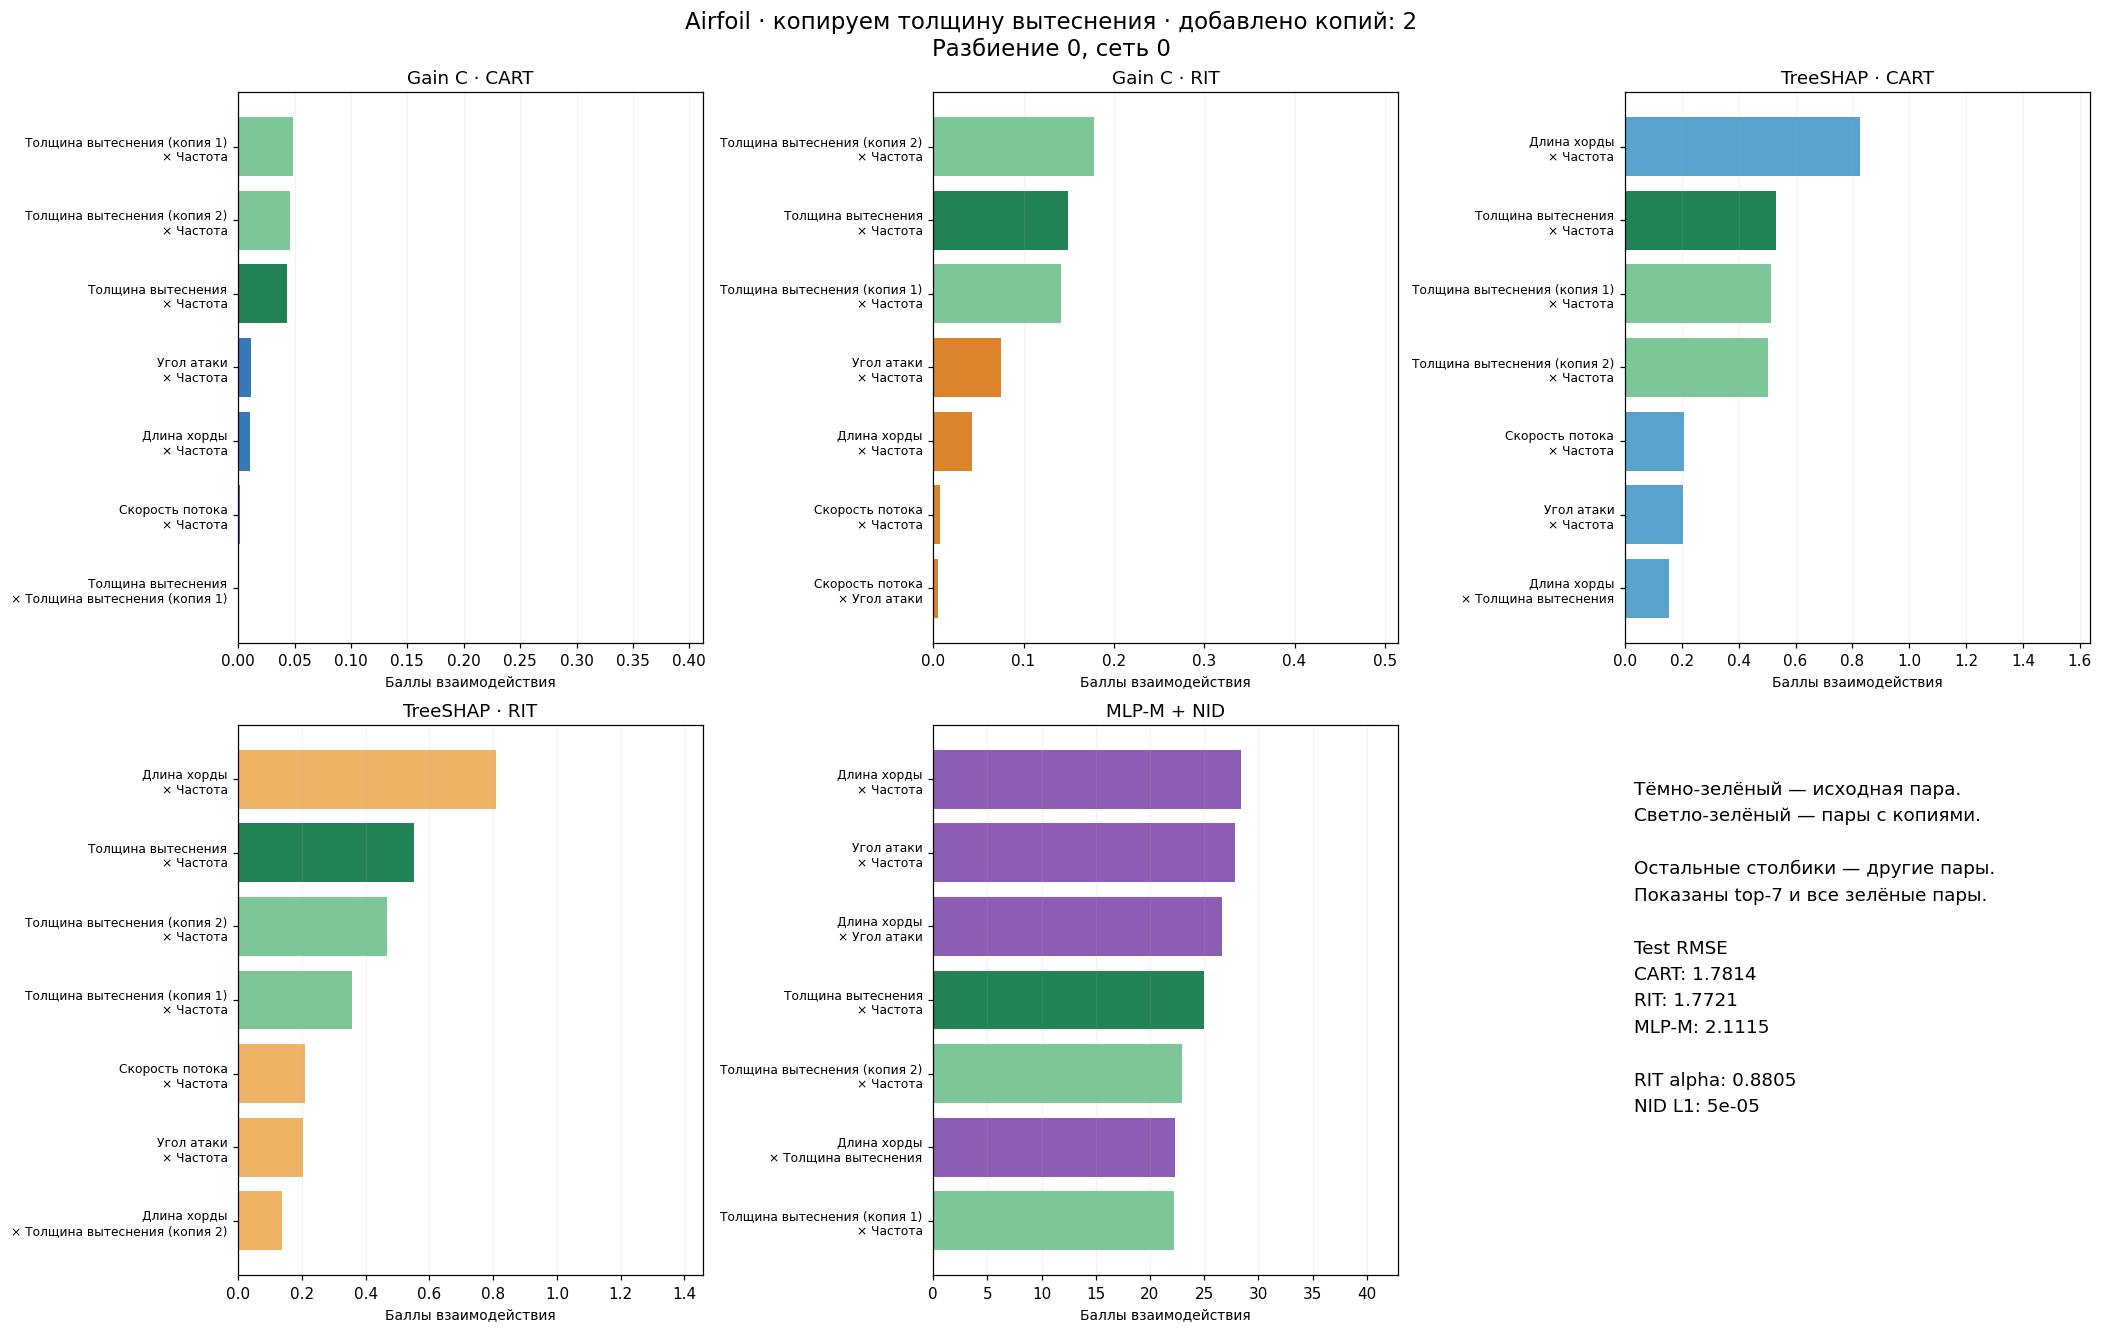 Airfoil · копируем толщину вытеснения · добавлено копий: 2
Разбиение 0, сеть 0
Gain C · CART
Толщина вытеснения (копия 1)
× Частота
Толщина вытеснения (копия 2)
× Частота
Толщина вытеснения
× Частота
Угол атаки
× Частота
Длина хорды
× Частота
Скорость потока
× Частота
Толщина вытеснения
× Толщина вытеснения (копия 1)
0.00 0.05 0.10 0.15 0.20 0.25 0.30 0.35 0.40
Баллы взаимодействия
Gain C · RIT
Толщина вытеснения (копия 2)
× Частота
Толщина вытеснения
× Частота
Толщина вытеснения (копия 1)
× Частота
Угол атаки
× Частота
Длина хорды
× Частота
Скорость потока
× Частота
Скорость потока
× Угол атаки
0.0 0.1 0.2 0.3 0.4 0.5
Баллы взаимодействия
TreeSHAP · CART
Длина хорды
× Частота
Толщина вытеснения
× Частота
Толщина вытеснения (копия 1)
× Частота
Толщина вытеснения (копия 2)
× Частота
Скорость потока
× Частота
Угол атаки
× Частота
Длина хорды
× Толщина вытеснения
0.0 0.2 0.4 0.6 0.8 1.0 1.2 1.4 1.6
Баллы взаимодействия
TreeSHAP · RIT
Длина хорды
× Частота
Толщина вытеснения
× Частота
Толщина вытеснения (копия 2)
× Частота
Толщина вытеснения (копия 1)
× Частота
Скорость потока
× Частота
Угол атаки
× Частота
Длина хорды
× Толщина вытеснения (копия 2)
0.0 0.2 0.4 0.6 0.8 1.0 1.2 1.4
Баллы взаимодействия
MLP-M + NID
Длина хорды
× Частота
Угол атаки
× Частота
Длина хорды
× Угол атаки
Толщина вытеснения
× Частота
Толщина вытеснения (копия 2)
× Частота
Длина хорды
× Толщина вытеснения
Толщина вытеснения (копия 1)
× Частота
0 5 10 15 20 25 30 35 40
Баллы взаимодействия
Тёмно-зелёный — исходная пара.
Светло-зелёный — пары с копиями.
Остальные столбики — другие пары.
Показаны top-7 и все зелёные пары.
Test RMSE
CART: 1.7814
RIT: 1.7721
MLP-M: 2.1115
RIT alpha: 0.8805
NID L1: 5e-05